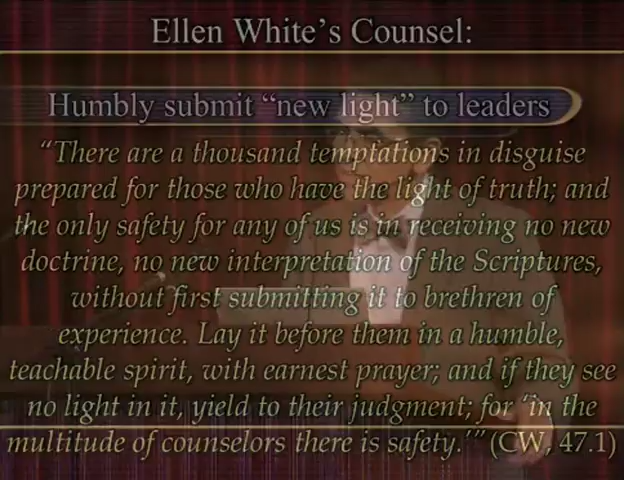 Ellen White’s Counsel:
Humbly submit “new light” to leaders
“There are a thousand temptations in disguise
prepared for those who have the light of truth; and
the only safety for any of us is in receiving no new
doctrine, no new interpretation of the Scriptures,
without first submitting it to brethren of
experience. Lay it before them in a humble,
teachable spirit, with earnest prayer; and if they see
no light in it, yield to their judgment; for ‘in the
multitude of counselors there is safety.’” (CW, 47.1)